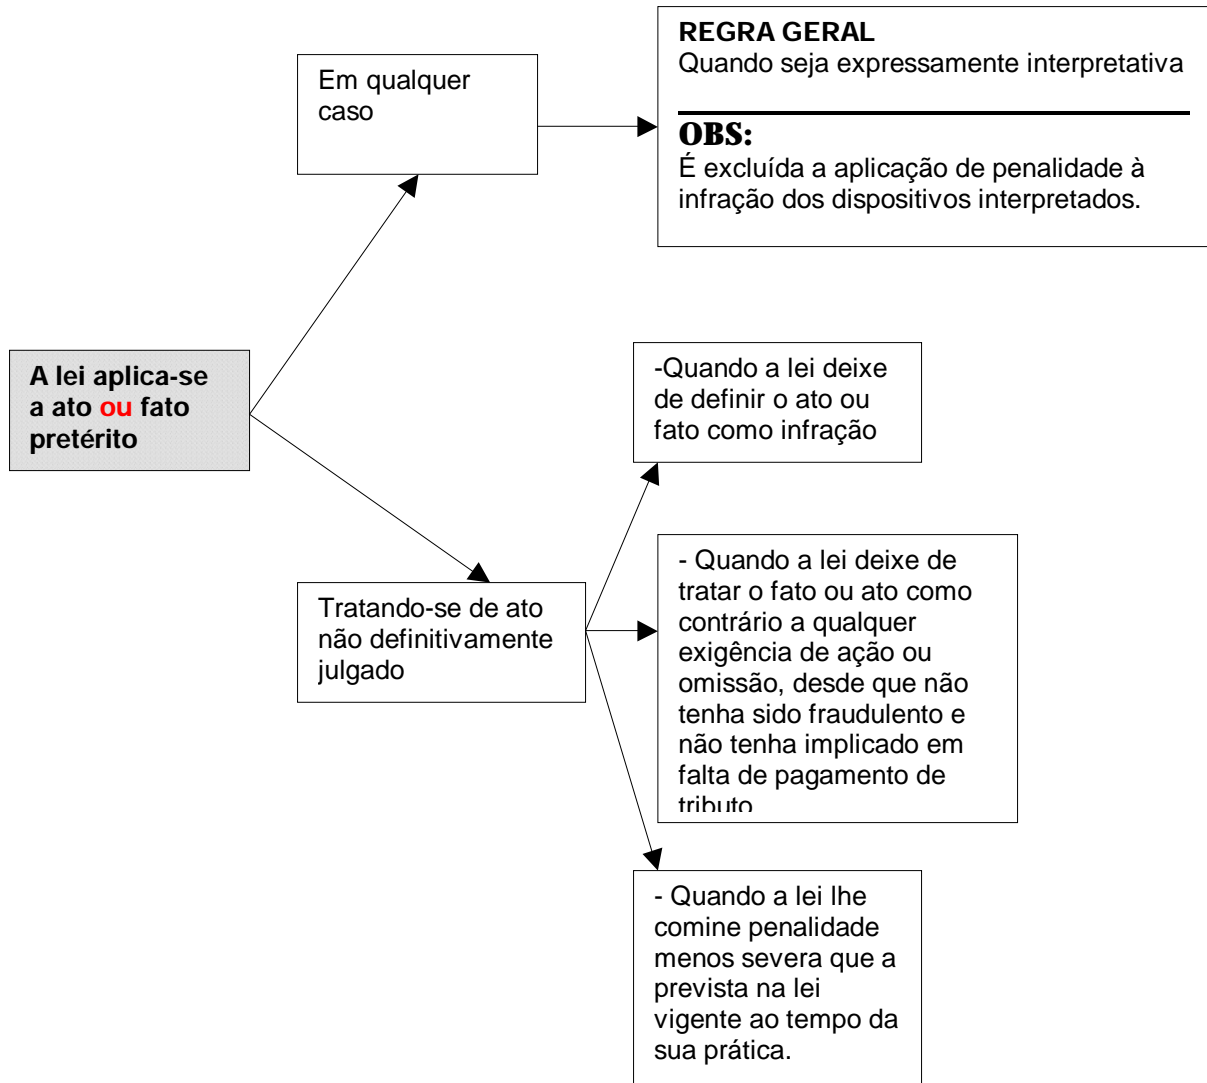 REGRA GERAL
Quando seja expressamente interpretativa
OBS:
É excluída a aplicação de penalidade à
infração dos dispositivos interpretados.
Em qualquer
caso
A lei aplica-se
a ato ou fato
pretérito
-Quando a lei deixe
de definir o ato ou
fato como infração
- Quando a lei deixe de
tratar o fato ou ato como
contrário a qualquer
exigência de ação ou
omissão, desde que não
tenha sido fraudulento e
não tenha implicado em
falta de pagamento de
tributo
Tratando-se de ato
não definitivamente
julgado
- Quando a lei lhe
comine penalidade
menos severa que a
prevista na lei
vigente ao tempo da
sua prática.